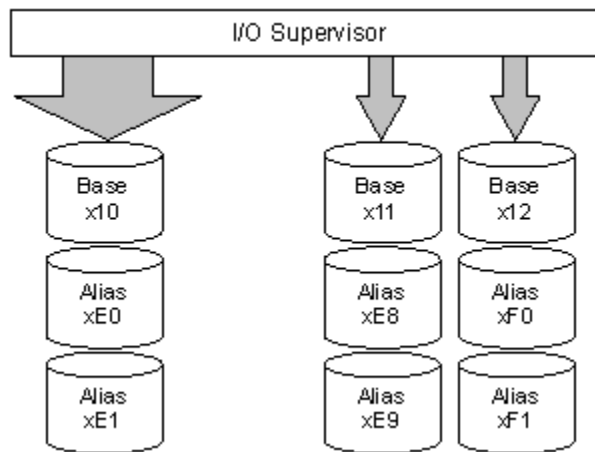 I/O Supervisor
Base
x10
Base
x11
Base
x12
Alias
xE0
Alias
xE8
Alias
xF0
Alias
xE1
Alias
xE9
Alias
xF1